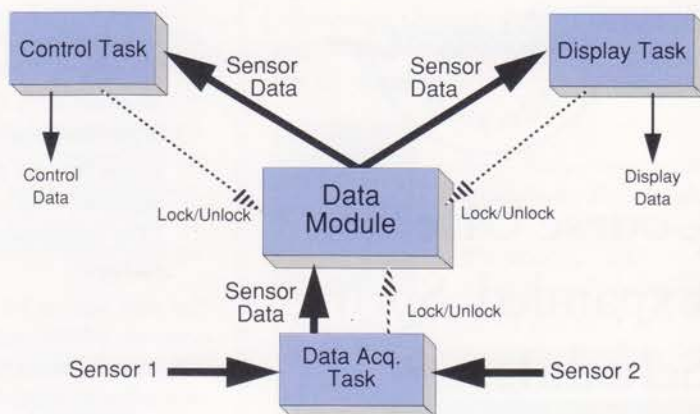 Control Task
Display Task
Sensor
Data
Sensor
Data
Control
Data
Display
Data
Data
Module
Lock/Unlock
Lock/Unlock
Sensor
Data
Lock/Unlock
Data Acq.
Task
Sensor 1
Sensor 2